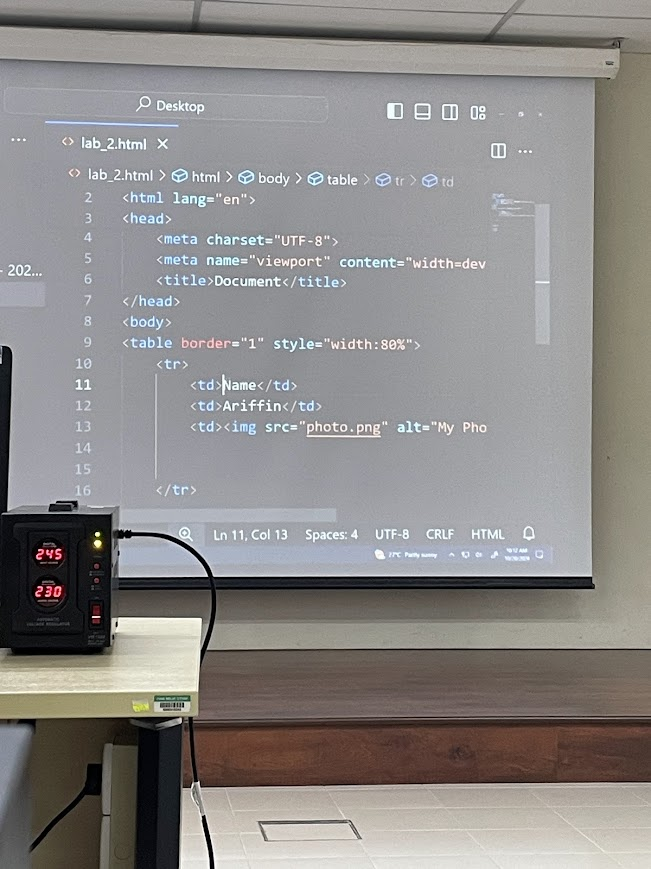 Desktop
lab_2.html
lab_2.html > html > body > table > tr > td
- 202...
2 <html lang="en">
3 <head>
4 <meta charset="UTF-8">
5 <meta name="viewport" content="width=dev
6 <title>Document</title>
7 </head>
8 <body>
9 <table border="1" style="width:80%">
10 <tr>
11 <td>Name</td>
12 <td>Ariffin</td>
13 <td><img src="photo.png" alt="My Pho
14
15
16 </tr>
Ln 11, Col 13 Spaces: 4 UTF-8 CRLF HTML
27°C Partly sunny
245
230
AUTOMATIC
VOLTAGE REGULATOR